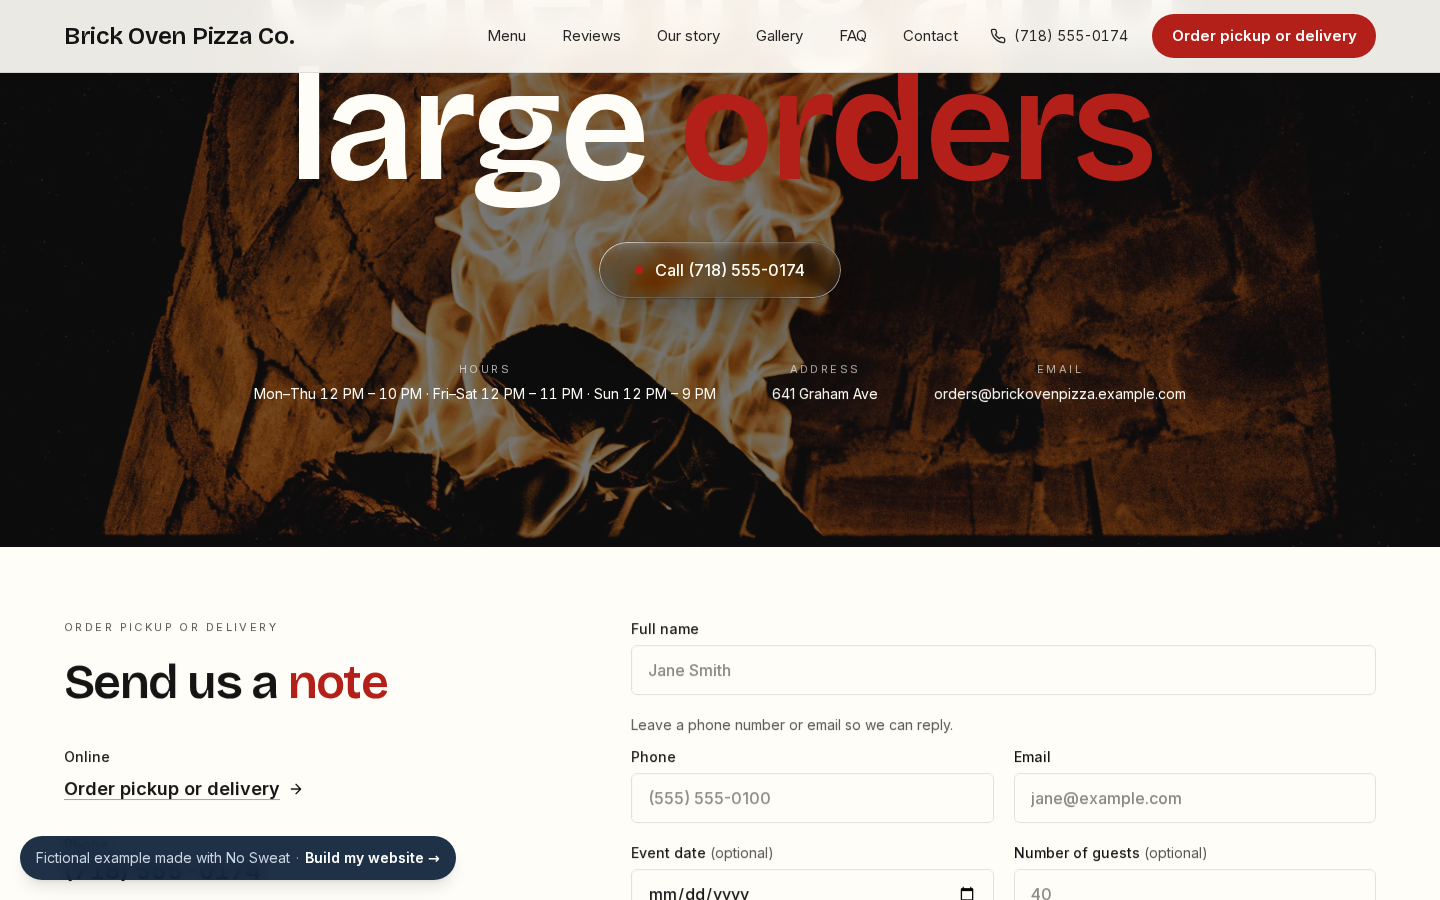 Brick Oven Pizza Co.
Menu
Reviews
Our story
Gallery
FAQ
Contact
(718) 555-0174
Order pickup or delivery
Catering and
large orders
Call (718) 555-0174
HOURS
Mon–Thu 12 PM – 10 PM · Fri–Sat 12 PM – 11 PM · Sun 12 PM – 9 PM
ADDRESS
641 Graham Ave
EMAIL
orders@brickovenpizza.example.com
ORDER PICKUP OR DELIVERY
Send us a note
Online
Order pickup or delivery →
Full name
Jane Smith
Leave a phone number or email so we can reply.
Phone
(555) 555-0100
Email
jane@example.com
Event date (optional)
mm/dd/yyyy
Number of guests (optional)
40
Fictional example made with No Sweat · Build my website →
(718) 555-0174